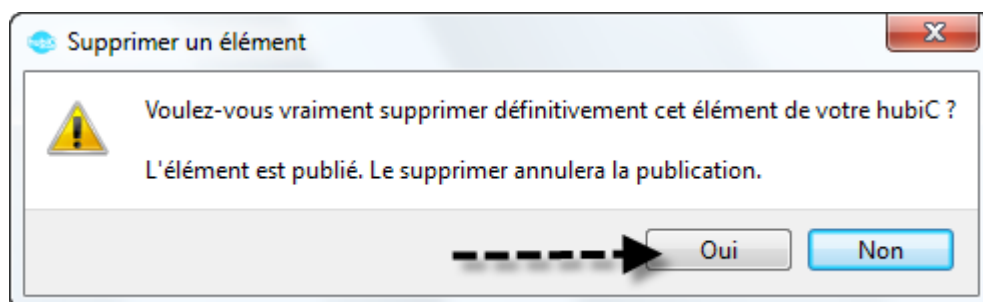 Supprimer un élément
Voulez-vous vraiment supprimer définitivement cet élément de votre hubiC ?
L'élément est publié. Le supprimer annulera la publication.
Oui
Non